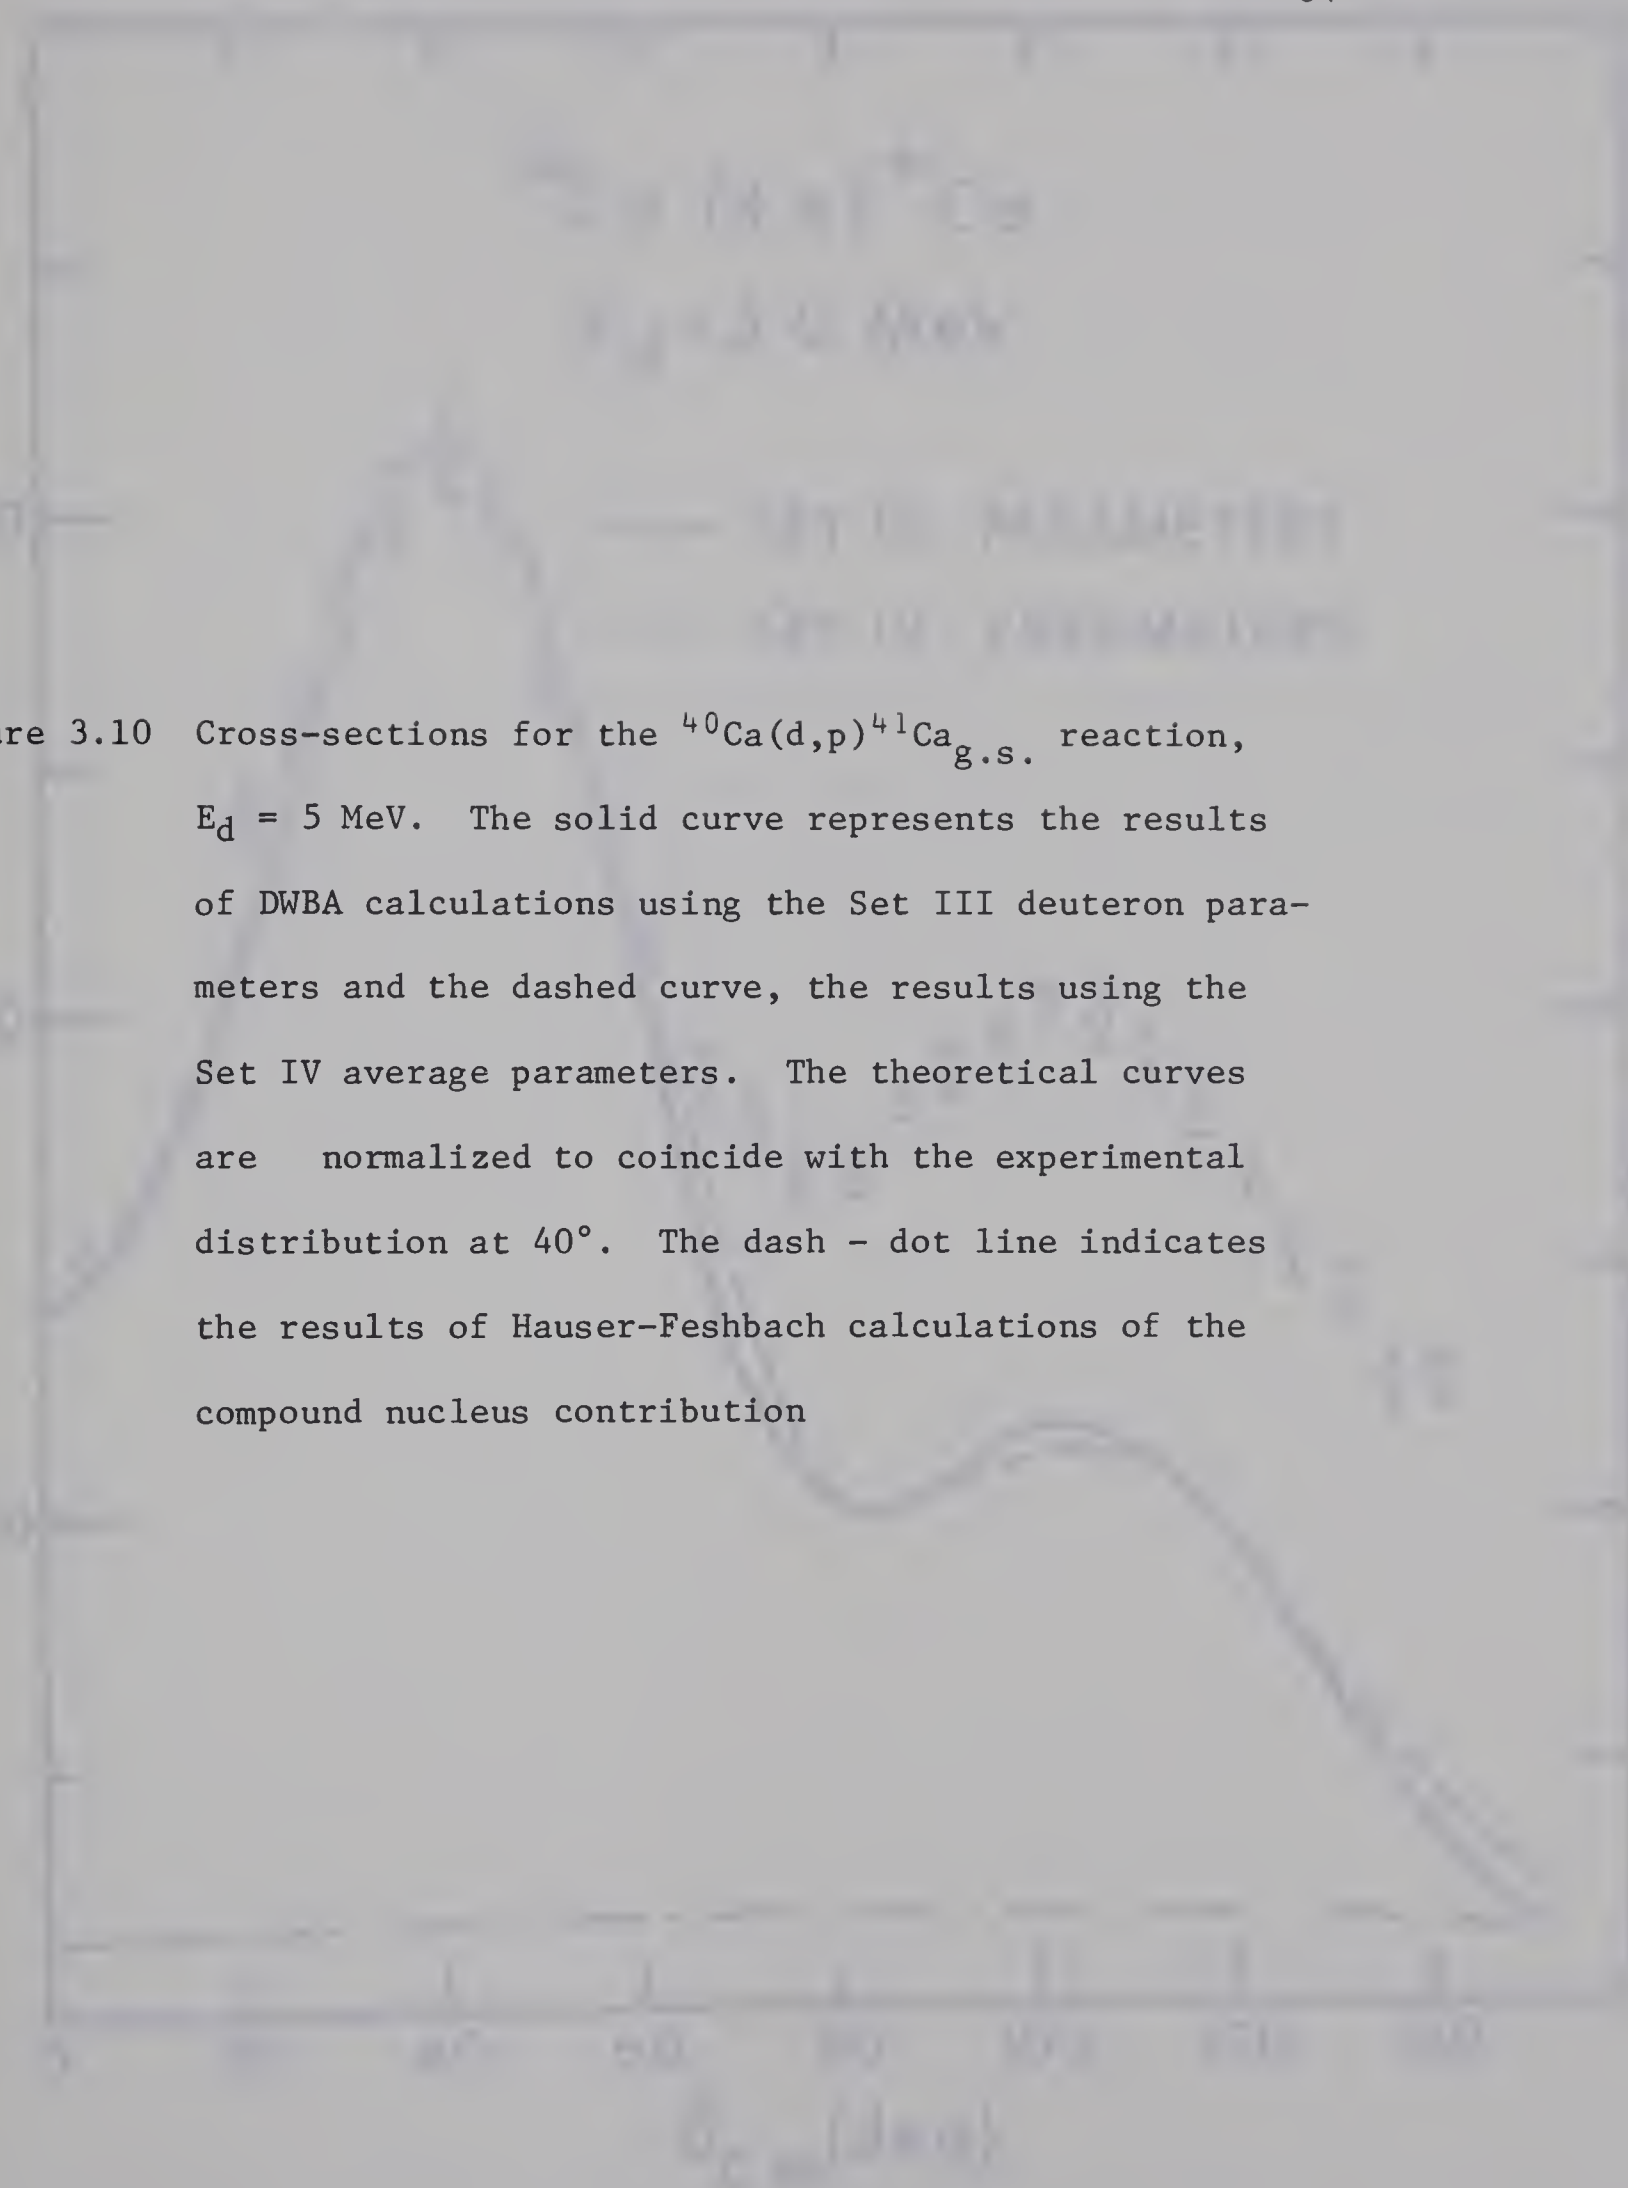 re 3.10 Cross-sections for the ⁴⁰Ca(d,p)⁴¹Ca_g.s. reaction,
E_d = 5 MeV. The solid curve represents the results
of DWBA calculations using the Set III deuteron para-
meters and the dashed curve, the results using the
Set IV average parameters. The theoretical curves
are normalized to coincide with the experimental
distribution at 40°. The dash - dot line indicates
the results of Hauser-Feshbach calculations of the
compound nucleus contribution